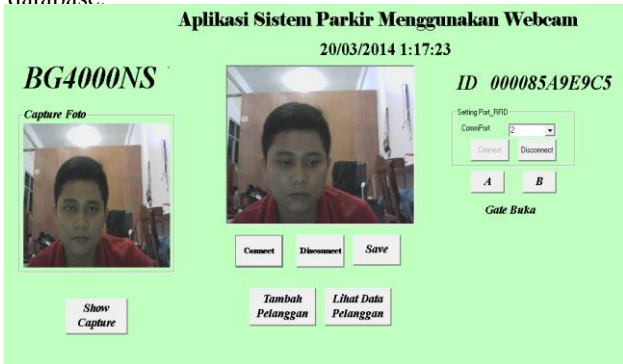 database.
Aplikasi Sistem Parkir Menggunakan Webcam
20/03/2014 1:17:23
BG4000NS
ID 000085A9E9C5
Capture Foto
Setting Port_RFID
CommPort 2
Connect Disconnect
A B
Gate Buka
Connect Disconnect Save
Show
Capture
Tambah
Pelanggan
Lihat Data
Pelanggan